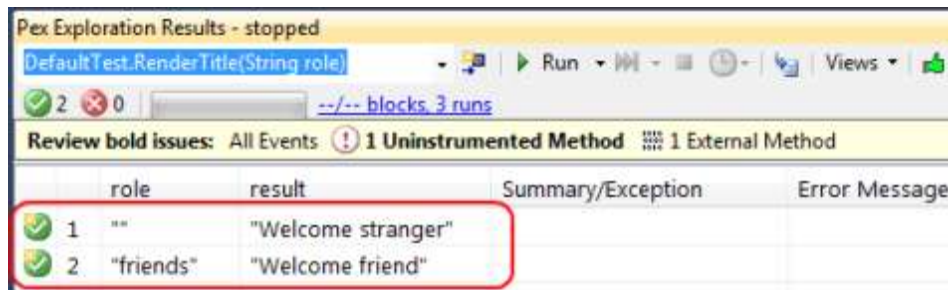 Pex Exploration Results - stopped
DefaultTest.RenderTitle(String role) Run Views
2 0 --/-- blocks, 3 runs
Review bold issues: All Events 1 Uninstrumented Method 1 External Method
role result Summary/Exception Error Message
1 "" "Welcome stranger"
2 "friends" "Welcome friend"